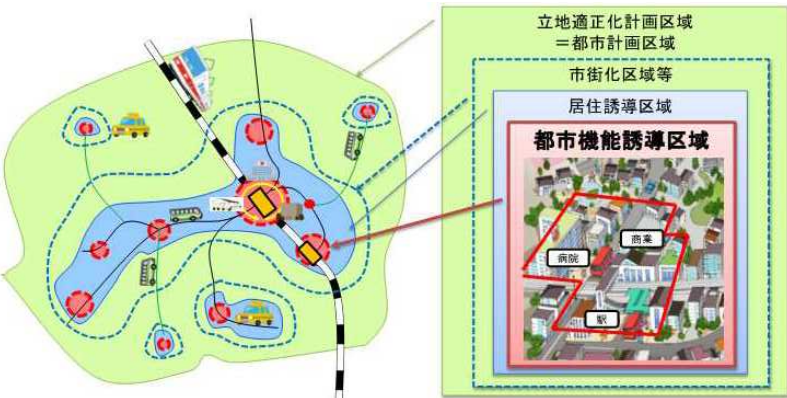 立地適正化計画区域
＝都市計画区域
市街化区域等
居住誘導区域
都市機能誘導区域
商業
病院
駅